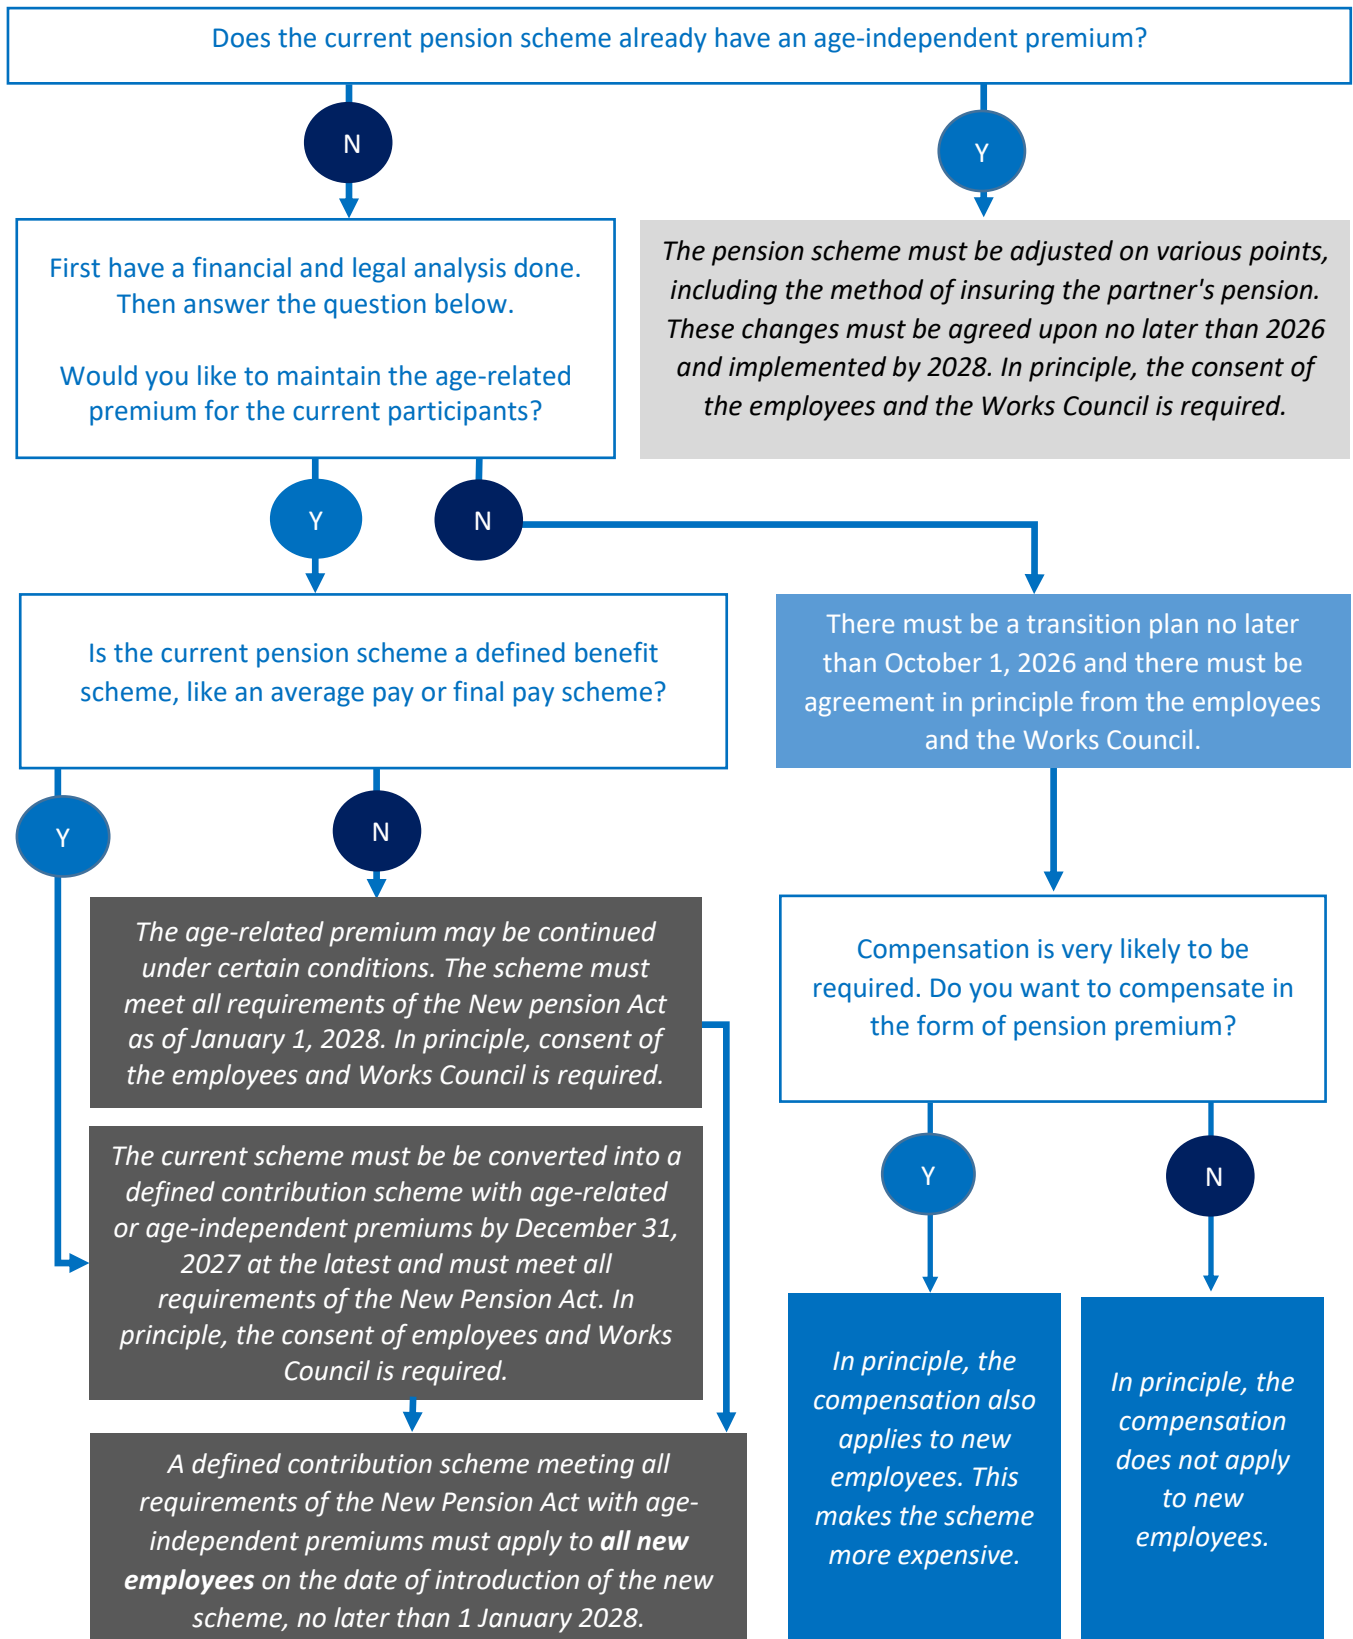 Does the current pension scheme already have an age-independent premium?
N
Y
First have a financial and legal analysis done.
Then answer the question below.
Would you like to maintain the age-related
premium for the current participants?
The pension scheme must be adjusted on various points,
including the method of insuring the partner's pension.
These changes must be agreed upon no later than 2026
and implemented by 2028. In principle, the consent of
the employees and the Works Council is required.
Y
N
Is the current pension scheme a defined benefit
scheme, like an average pay or final pay scheme?
There must be a transition plan no later
than October 1, 2026 and there must be
agreement in principle from the employees
and the Works Council.
Y
N
The age-related premium may be continued
under certain conditions. The scheme must
meet all requirements of the New pension Act
as of January 1, 2028. In principle, consent of
the employees and Works Council is required.
Compensation is very likely to be
required. Do you want to compensate in
the form of pension premium?
The current scheme must be be converted into a
defined contribution scheme with age-related
or age-independent premiums by December 31,
2027 at the latest and must meet all
requirements of the New Pension Act. In
principle, the consent of employees and Works
Council is required.
Y
N
A defined contribution scheme meeting all
requirements of the New Pension Act with age-
independent premiums must apply to all new
employees on the date of introduction of the new
scheme, no later than 1 January 2028.
In principle, the
compensation also
applies to new
employees. This
makes the scheme
more expensive.
In principle, the
compensation
does not apply
to new
employees.